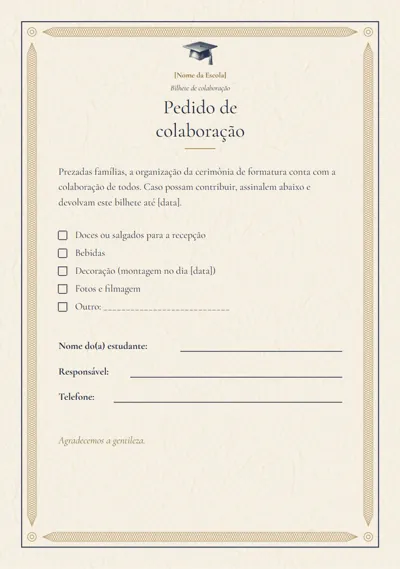 [Nome da Escola]
Bilhete de colaboração
Pedido de
colaboração
Prezadas famílias, a organização da cerimônia de formatura conta com a
colaboração de todos. Caso possam contribuir, assinalem abaixo e
devolvam este bilhete até [data].
Doces ou salgados para a recepção
Bebidas
Decoração (montagem no dia [data])
Fotos e filmagem
Outro: ____________________________
Nome do(a) estudante:
Responsável:
Telefone:
Agradecemos a gentileza.